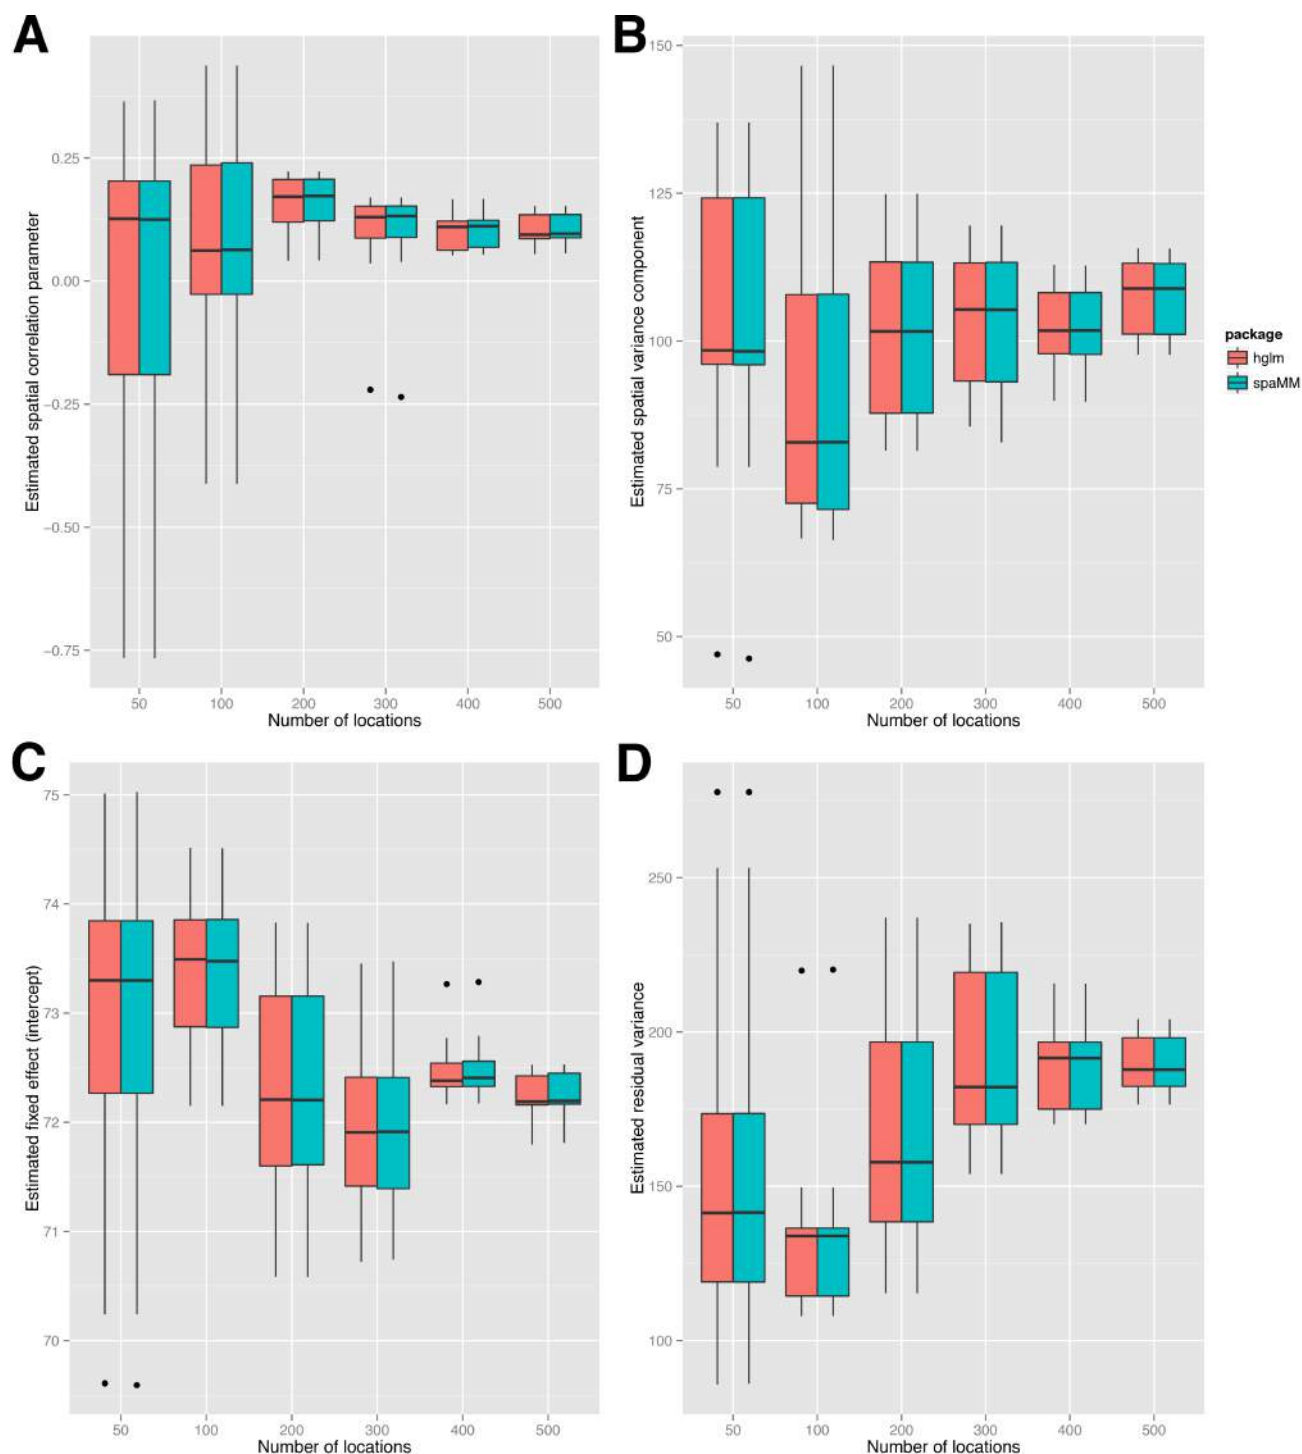 A
Estimated spatial correlation parameter
0.25
0.00
−0.25
−0.50
−0.75
50 100 200 300 400 500
Number of locations
B
Estimated spatial variance component
150
125
100
75
50
50 100 200 300 400 500
Number of locations
package
hglm
spaMM
C
Estimated fixed effect (intercept)
75
74
73
72
71
70
50 100 200 300 400 500
Number of locations
D
Estimated residual variance
250
200
150
100
50 100 200 300 400 500
Number of locations